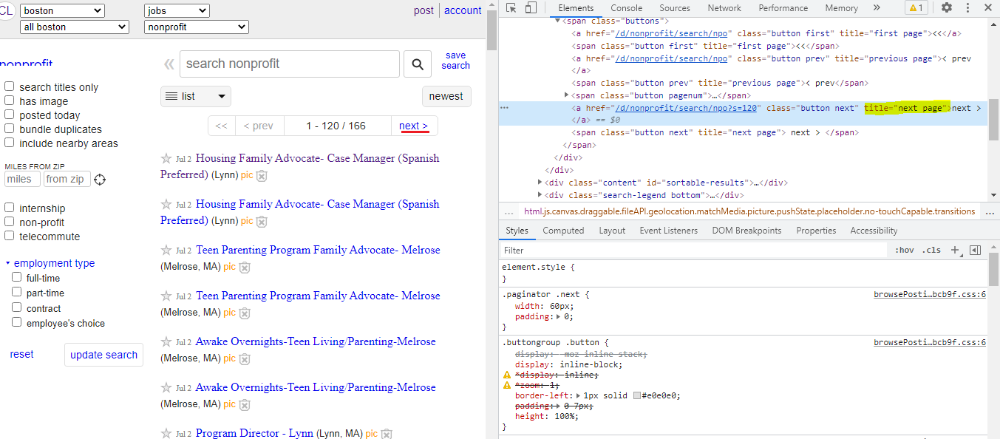 CL
boston
jobs
post
account
all boston
nonprofit
nonprofit
search nonprofit
save
search
search titles only
has image
posted today
bundle duplicates
include nearby areas
MILES FROM ZIP
miles
from zip
internship
non-profit
telecommute
employment type
full-time
part-time
contract
employee's choice
reset
update search
list
newest
<<
< prev
1 - 120 / 166
next >
Jul 2 Housing Family Advocate- Case Manager (Spanish
Preferred) (Lynn) pic
Jul 2 Housing Family Advocate- Case Manager (Spanish
Preferred) (Lynn) pic
Jul 2 Teen Parenting Program Family Advocate- Melrose
(Melrose, MA) pic
Jul 2 Teen Parenting Program Family Advocate- Melrose
(Melrose, MA) pic
Jul 2 Awake Overnights-Teen Living/Parenting-Melrose
(Melrose, MA) pic
Jul 2 Awake Overnights-Teen Living/Parenting-Melrose
(Melrose, MA) pic
Jul 2 Program Director - Lynn (Lynn, MA) pic
Elements
Console
Sources
Network
Performance
Memory
»
1
<span class="buttons">
<a href="/d/nonprofit/search/npo" class="button first" title="first page"><<</a>
<span class="button first" title="first page"><<</span>
<a href="/d/nonprofit/search/npo" class="button prev" title="previous page">< prev
</a>
<span class="button prev" title="previous page">< prev</span>
<span class="button pagenum">…</span>
<a href="/d/nonprofit/search/npo?s=120" class="button next" title="next page">next >
</a> == $0
<span class="button next" title="next page"> next > </span>
</span>
</div>
</div>
<div class="content" id="sortable-results">…</div>
<div class="search-legend bottom">…</div>
... html.js.canvas.draggable.fileAPI.geolocation.matchMedia.picture.pushState.placeholder.no-touchCapable.transitions ...
Styles
Computed
Layout
Event Listeners
DOM Breakpoints
Properties
Accessibility
Filter
:hov
.cls
+
element.style {
}
.paginator .next {
browsePosti…bcb9f.css:6
width: 60px;
padding: 0;
}
.buttongroup .button {
browsePosti…bcb9f.css:6
display: -moz-inline-stack;
display: inline-block;
*display: inline;
*zoom: 1;
border-left: 1px solid #e0e0e0;
padding: 0 7px;
height: 100%;
}